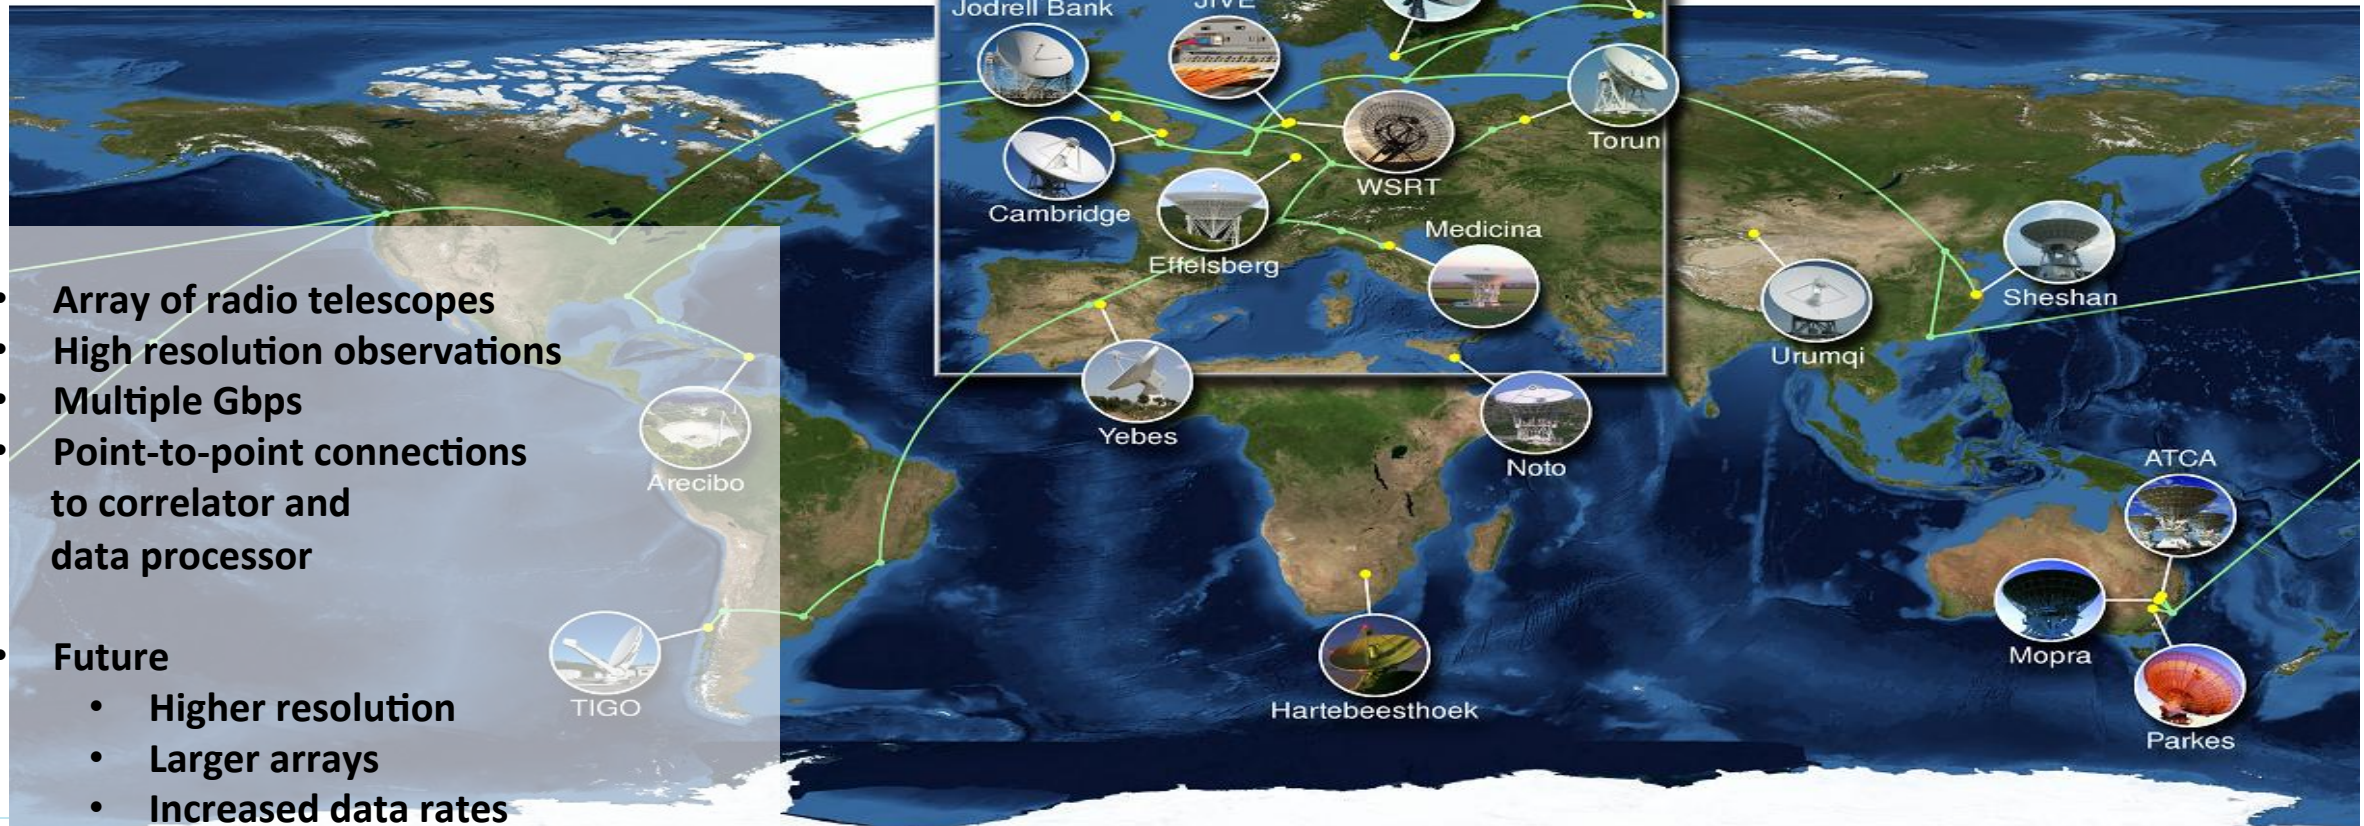 Jodrell Bank
JIVE
Torun
WSRT
Cambridge
Medicina
Effelsberg
Sheshan
Urumqi
Yebes
Noto
Arecibo
ATCA
Mopra
TIGO
Hartebeesthoek
Parkes
• Array of radio telescopes
• High resolution observations
• Multiple Gbps
• Point-to-point connections
to correlator and
data processor
• Future
• Higher resolution
• Larger arrays
• Increased data rates